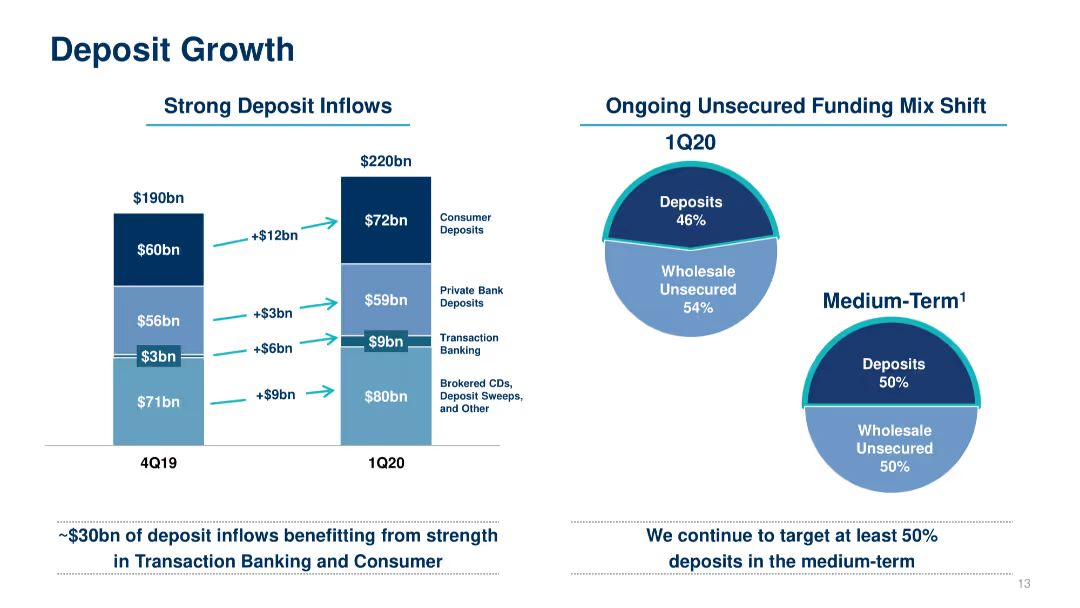 Deposit Growth
Strong Deposit Inflows
$190bn
$60bn
$56bn
$3bn
$71bn
+$12bn
+$3bn
+$6bn
+$9bn
$220bn
$72bn
$59bn
$9bn
$80bn
Consumer
Deposits
Private Bank
Deposits
Transaction
Banking
Brokered CDs,
Deposit Sweeps,
and Other
4Q19
1Q20
~$30bn of deposit inflows benefitting from strength
in Transaction Banking and Consumer
Ongoing Unsecured Funding Mix Shift
1Q20
Deposits
46%
Wholesale
Unsecured
54%
Medium-Term¹
Deposits
50%
Wholesale
Unsecured
50%
We continue to target at least 50%
deposits in the medium-term
13